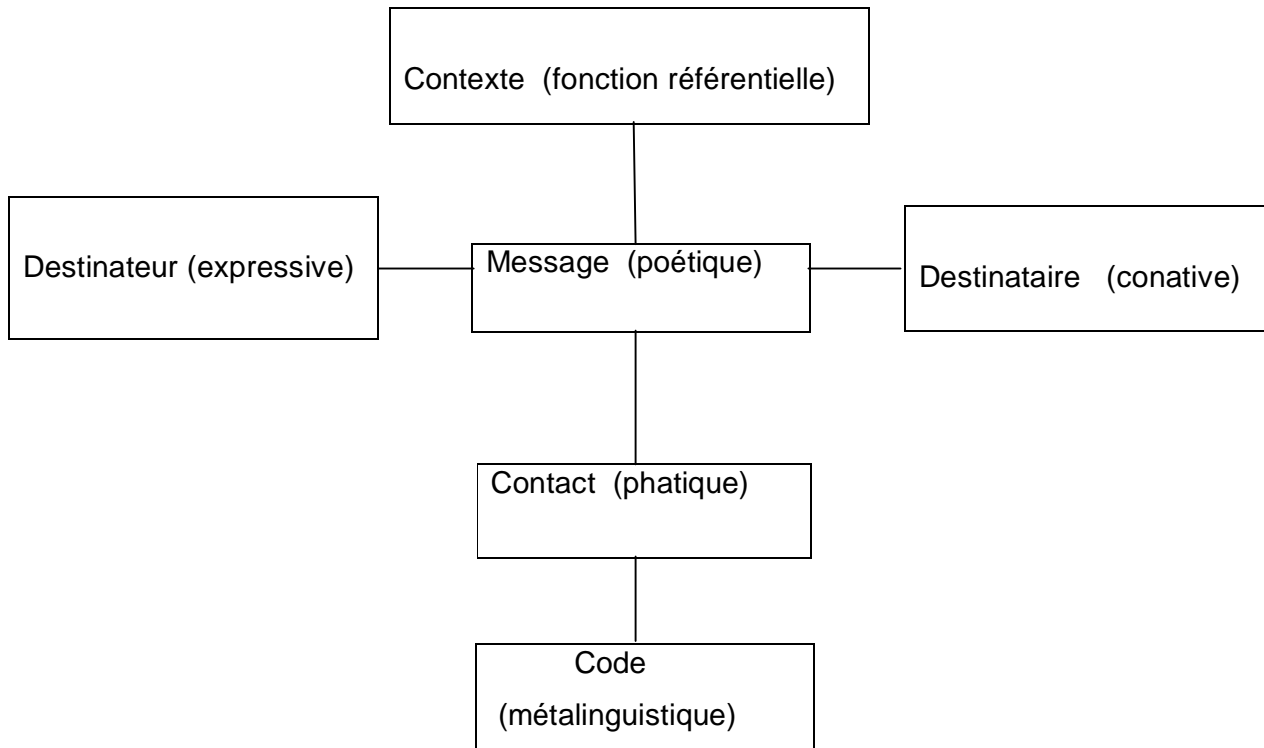 Contexte (fonction référentielle)
Destinateur (expressive)
Message (poétique)
Destinataire (conative)
Contact (phatique)
Code
(métalinguistique)